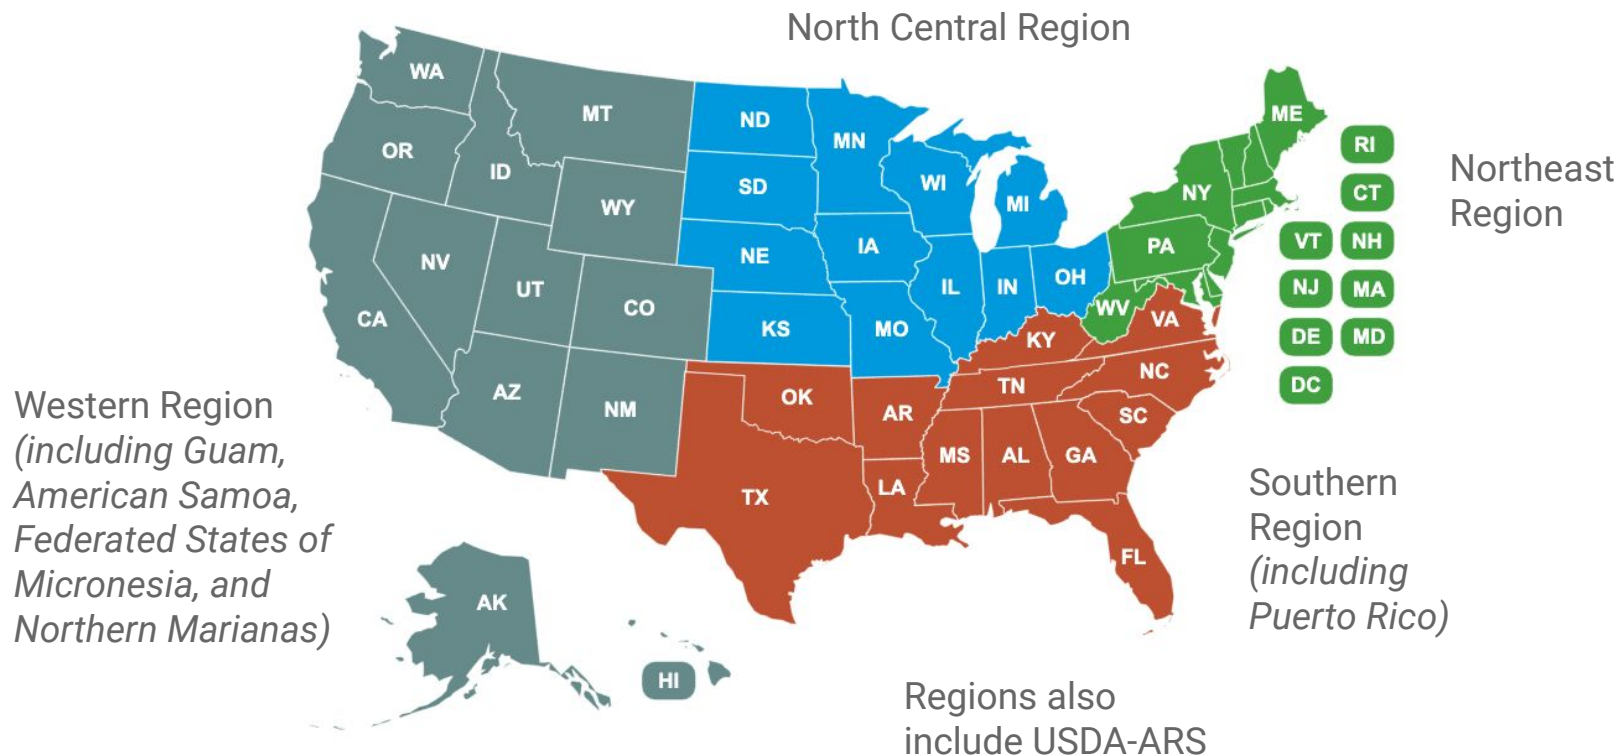 North Central Region
WA
MT
ND
MN
ME
OR
ID
SD
WI
MI
NY
RI
Northeast
Region
CT
WY
NV
NE
IA
PA
VT
NH
UT
CO
IL
IN
OH
NJ
MA
CA
KS
MO
WV
VA
KY
DE
MD
AZ
NM
OK
AR
TN
NC
SC
DC
Western Region
(including Guam,
American Samoa,
Federated States of
Micronesia, and
Northern Marianas)
TX
LA
MS
AL
GA
FL
Southern
Region
(including
Puerto Rico)
AK
HI
Regions also
include USDA-ARS